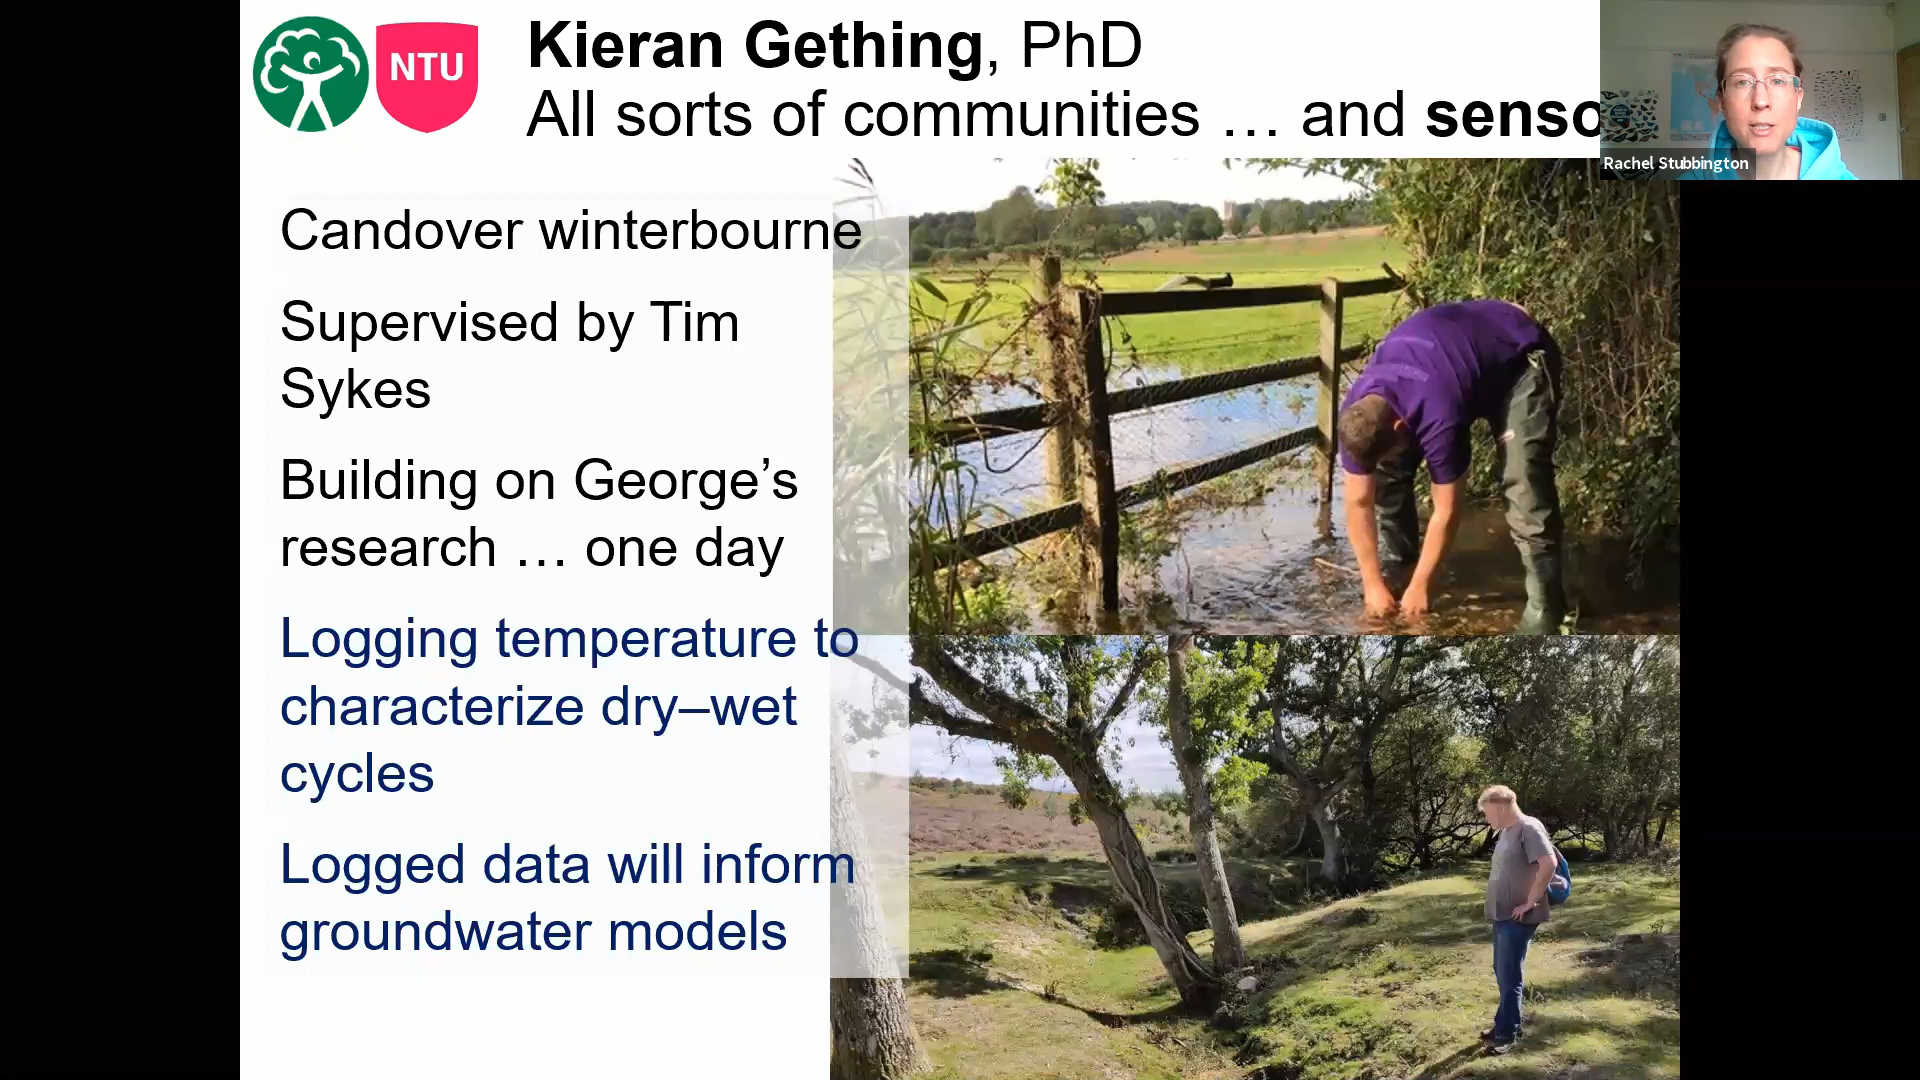 NTU
Kieran Gething, PhD
All sorts of communities … and senso
Rachel Stubbington
Candover winterbourne
Supervised by Tim
Sykes
Building on George’s
research … one day
Logging temperature to
characterize dry–wet
cycles
Logged data will inform
groundwater models